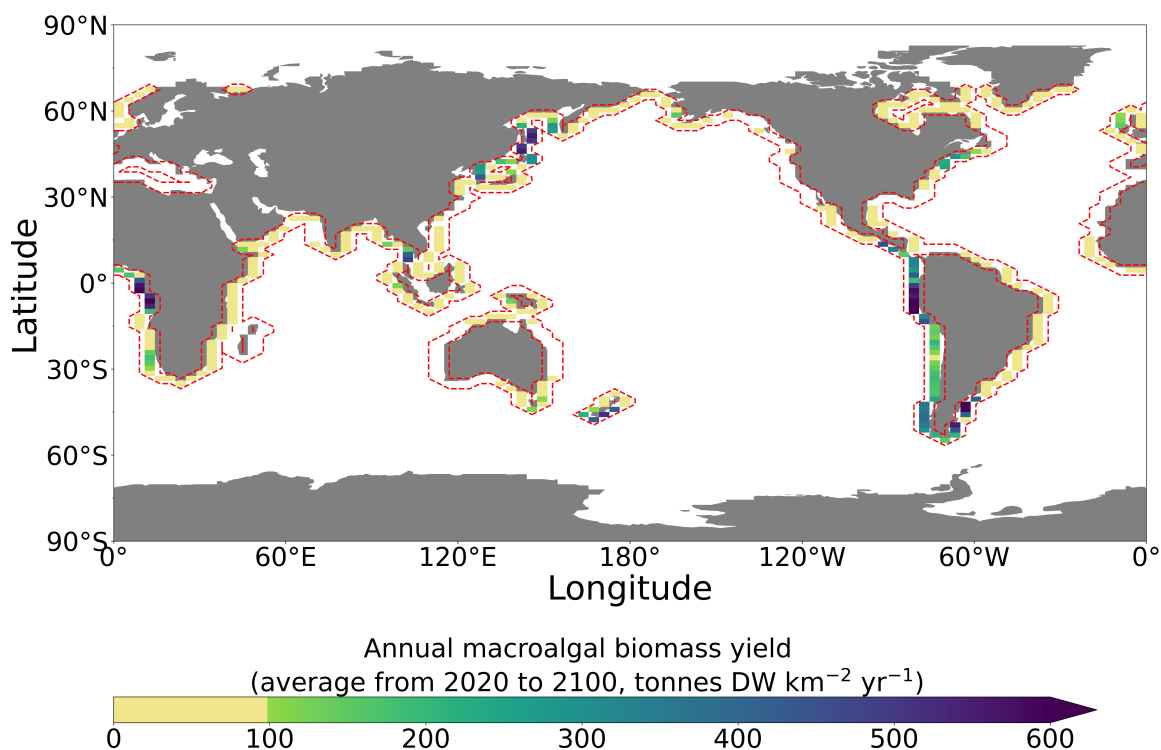 90°N
60°N
30°N
0°
30°S
60°S
90°S
Latitude
0° 60°E 120°E 180° 120°W 60°W 0°
Longitude
Annual macroalgal biomass yield
(average from 2020 to 2100, tonnes DW km⁻² yr⁻¹)
0 100 200 300 400 500 600